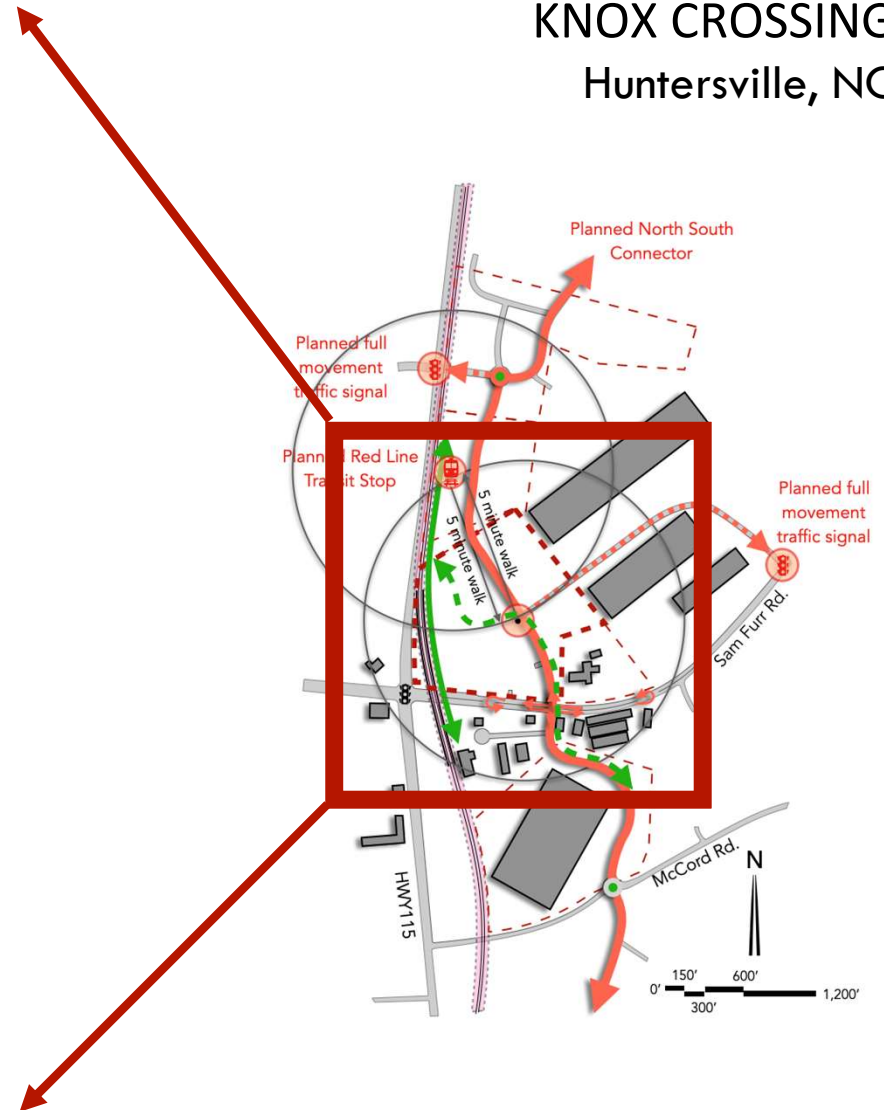 KNOX CROSSING
Huntersville, NC
Planned North South
Connector
Planned full
movement
traffic signal
Planned Red Line
Transit Stop
5 minute walk
5 minute walk
Planned full
movement
traffic signal
Sam Furr Rd.
McCord Rd.
HWY115
N
0'
150'
300'
600'
1,200'